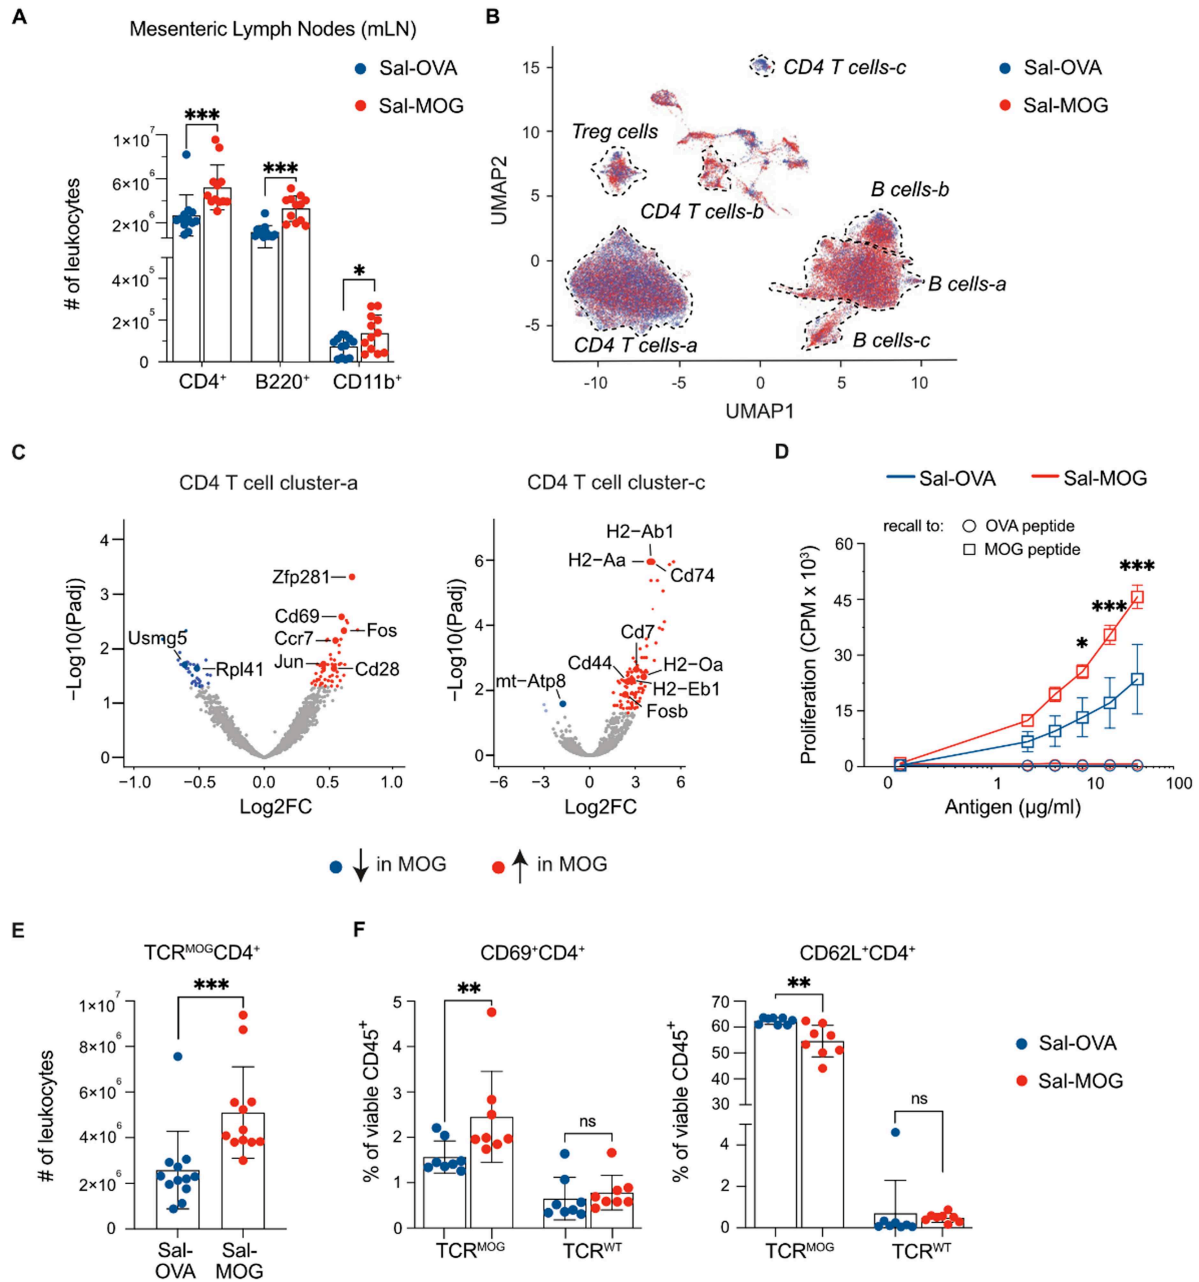 A
Mesenteric Lymph Nodes (mLN)
Sal-OVA
Sal-MOG
# of leukocytes
1×10⁷
6×10⁶
2×10⁶
4×10⁵
2×10⁵
0
***
***
*
CD4⁺
B220⁺
CD11b⁺
B
UMAP2
15
10
5
0
-5
-10
-5
0
5
10
UMAP1
CD4 T cells-c
Treg cells
CD4 T cells-b
B cells-b
B cells-a
CD4 T cells-a
B cells-c
Sal-OVA
Sal-MOG
C
CD4 T cell cluster-a
−Log10(Padj)
4
3
2
1
0
Zfp281
Cd69
Fos
Ccr7
Usmg5
Jun
Rpl41
Cd28
−1.0
−0.5
0.0
0.5
1.0
Log2FC
CD4 T cell cluster-c
−Log10(Padj)
6
4
2
0
H2−Ab1
H2−Aa
Cd74
Cd7
Cd44
H2−Oa
mt−Atp8
H2−Eb1
Fosb
−6
−3
0
3
6
Log2FC
↓ in MOG
↑ in MOG
D
Sal-OVA
Sal-MOG
recall to:
OVA peptide
MOG peptide
Proliferation (CPM x 10³)
60
45
30
15
0
*
***
***
0
1
10
100
Antigen (µg/ml)
E
TCRᴹᴼᴳCD4⁺
***
# of leukocytes
1×10⁷
8×10⁶
6×10⁶
4×10⁶
2×10⁶
0
Sal-
OVA
Sal-
MOG
F
CD69⁺CD4⁺
% of viable CD45⁺
5
4
3
2
1
0
**
ns
TCRᴹᴼᴳ
TCRᵂᵀ
CD62L⁺CD4⁺
% of viable CD45⁺
70
60
50
40
30
4
2
0
**
ns
TCRᴹᴼᴳ
TCRᵂᵀ
Sal-OVA
Sal-MOG